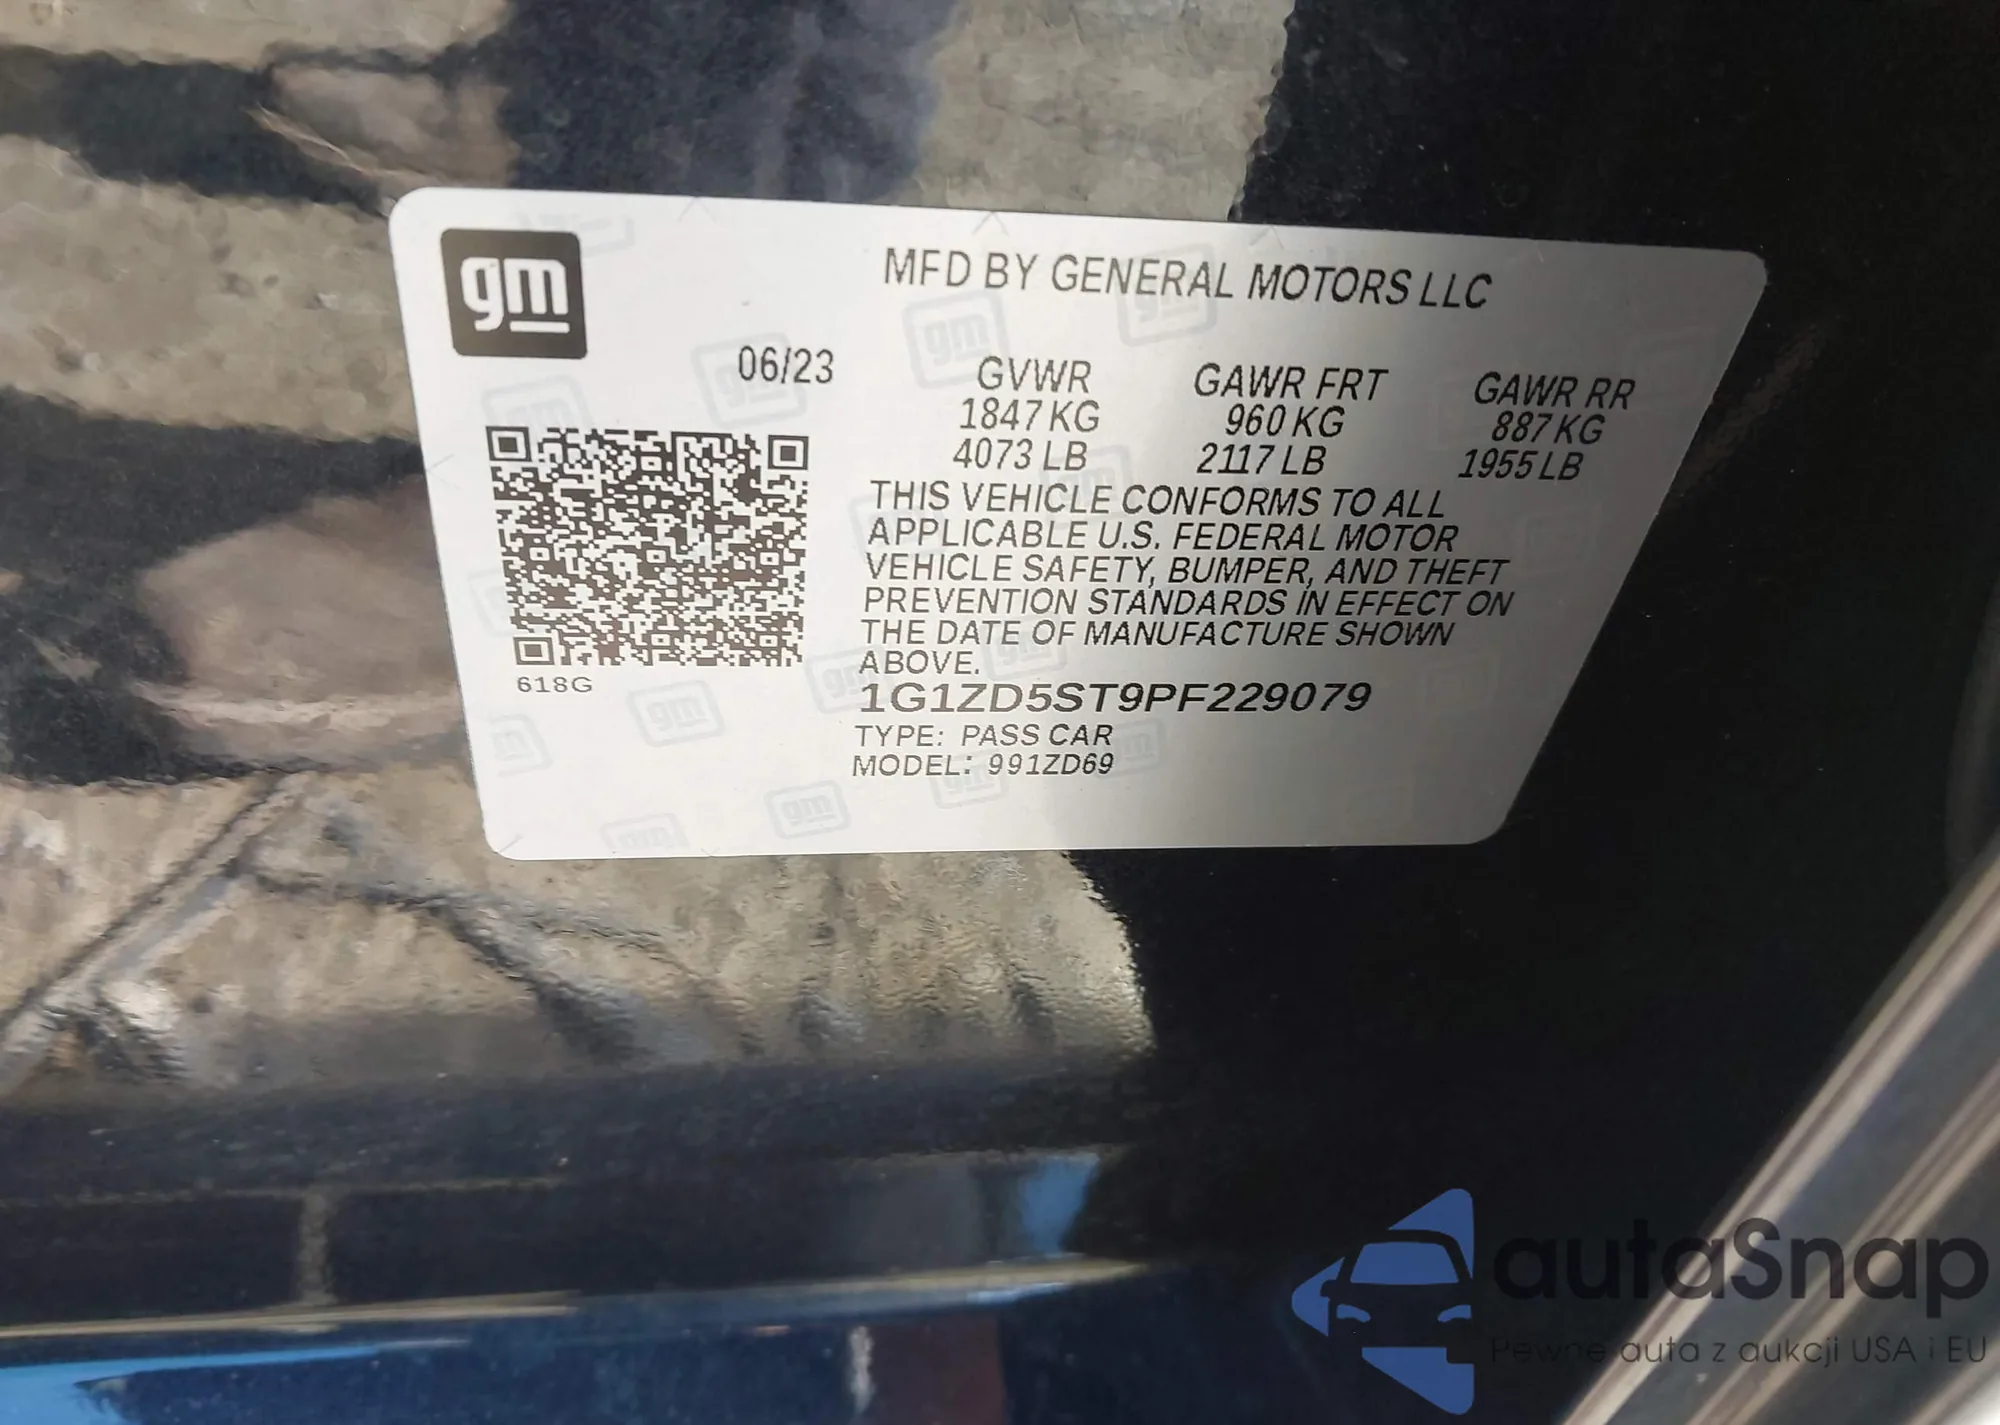 gm
MFD BY GENERAL MOTORS LLC
06/23
GVWR GAWR FRT GAWR RR
1847 KG 960 KG 887 KG
4073 LB 2117 LB 1955 LB
THIS VEHICLE CONFORMS TO ALL
APPLICABLE U.S. FEDERAL MOTOR
VEHICLE SAFETY, BUMPER, AND THEFT
PREVENTION STANDARDS IN EFFECT ON
THE DATE OF MANUFACTURE SHOWN
ABOVE.
618G
1G1ZD5ST9PF229079
TYPE: PASS CAR
MODEL: 991ZD69
autaSnap
Pewne auta z aukcji USA i EU